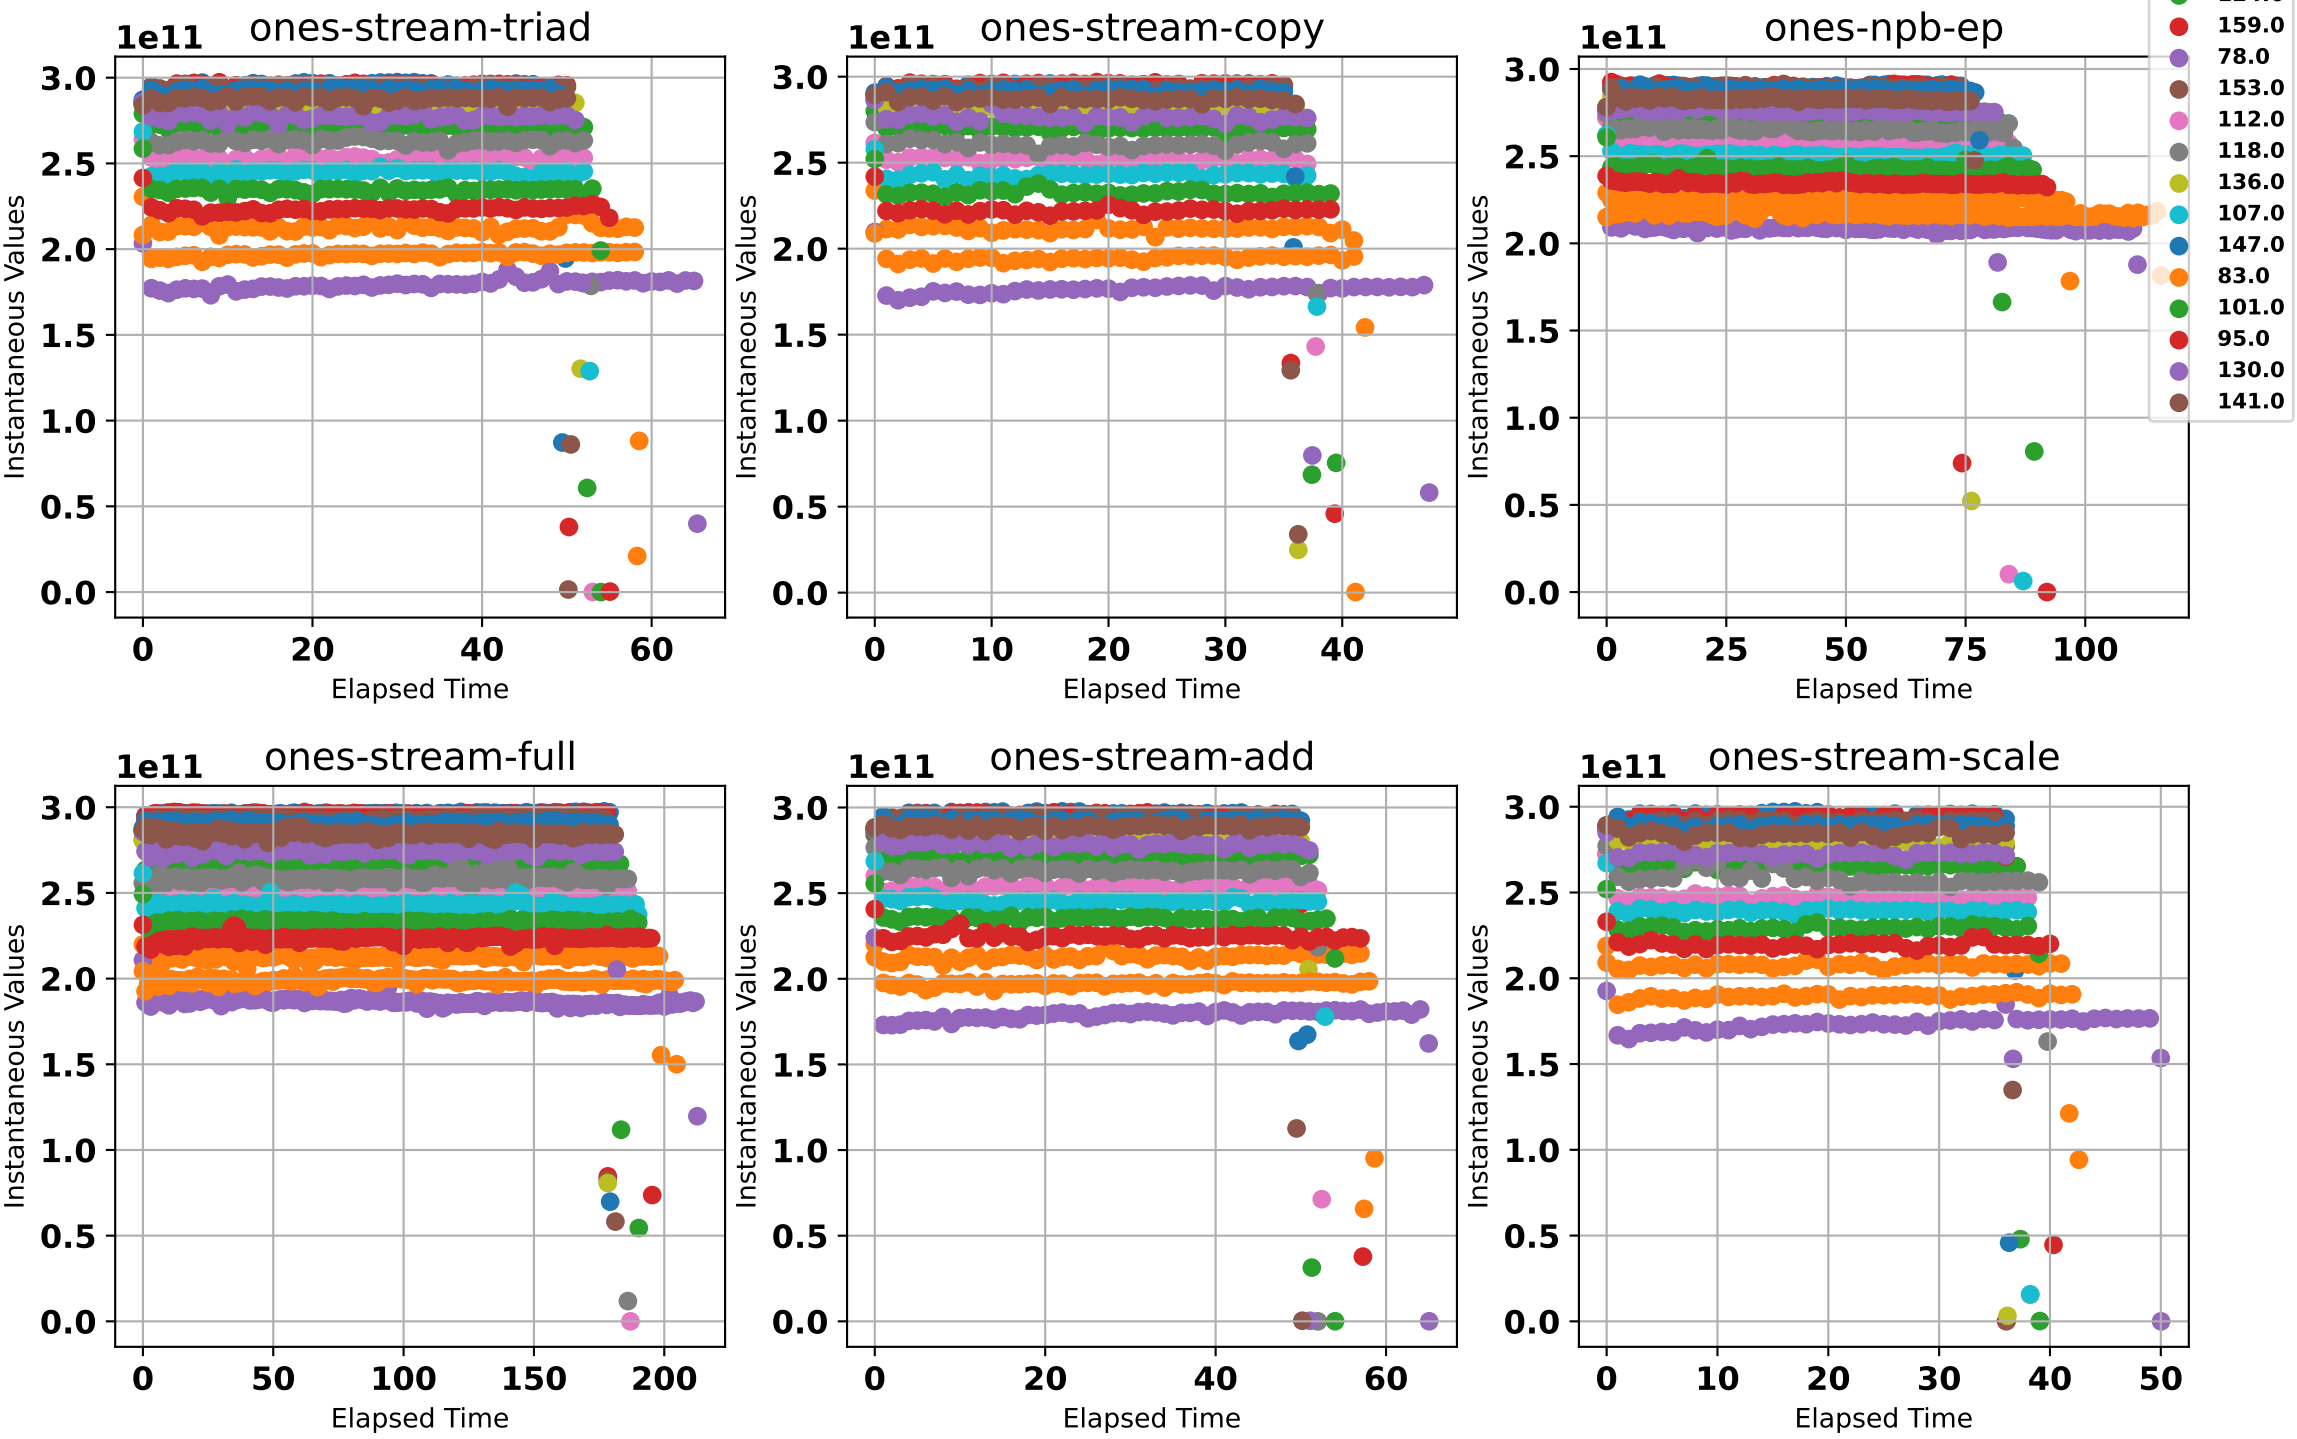 ones-stream-triad
1e11
3.0
2.5
2.0
1.5
1.0
0.5
0.0
Instantaneous Values
0 20 40 60
Elapsed Time
ones-stream-copy
1e11
3.0
2.5
2.0
1.5
1.0
0.5
0.0
Instantaneous Values
0 10 20 30 40
Elapsed Time
ones-npb-ep
1e11
3.0
2.5
2.0
1.5
1.0
0.5
0.0
Instantaneous Values
0 25 50 75 100
Elapsed Time
159.0
78.0
153.0
112.0
118.0
136.0
107.0
147.0
83.0
101.0
95.0
130.0
141.0
ones-stream-full
1e11
3.0
2.5
2.0
1.5
1.0
0.5
0.0
Instantaneous Values
0 50 100 150 200
Elapsed Time
ones-stream-add
1e11
3.0
2.5
2.0
1.5
1.0
0.5
0.0
Instantaneous Values
0 20 40 60
Elapsed Time
ones-stream-scale
1e11
3.0
2.5
2.0
1.5
1.0
0.5
0.0
Instantaneous Values
0 10 20 30 40 50
Elapsed Time